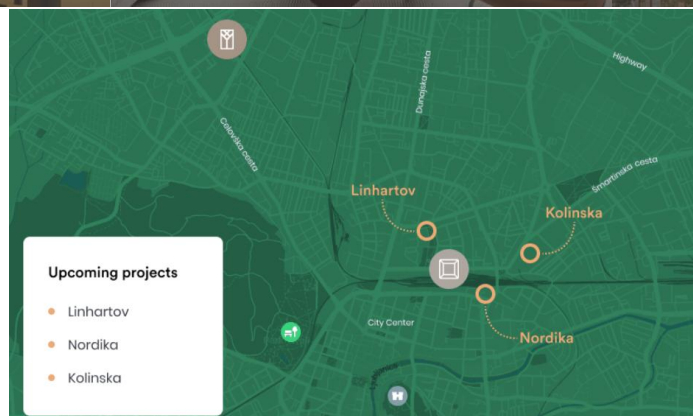 Highway
Dunajska cesta
Celovška cesta
Šmartinska cesta
Linhartov
Kolinska
Upcoming projects
Linhartov
Nordika
Kolinska
City Center
Nordika